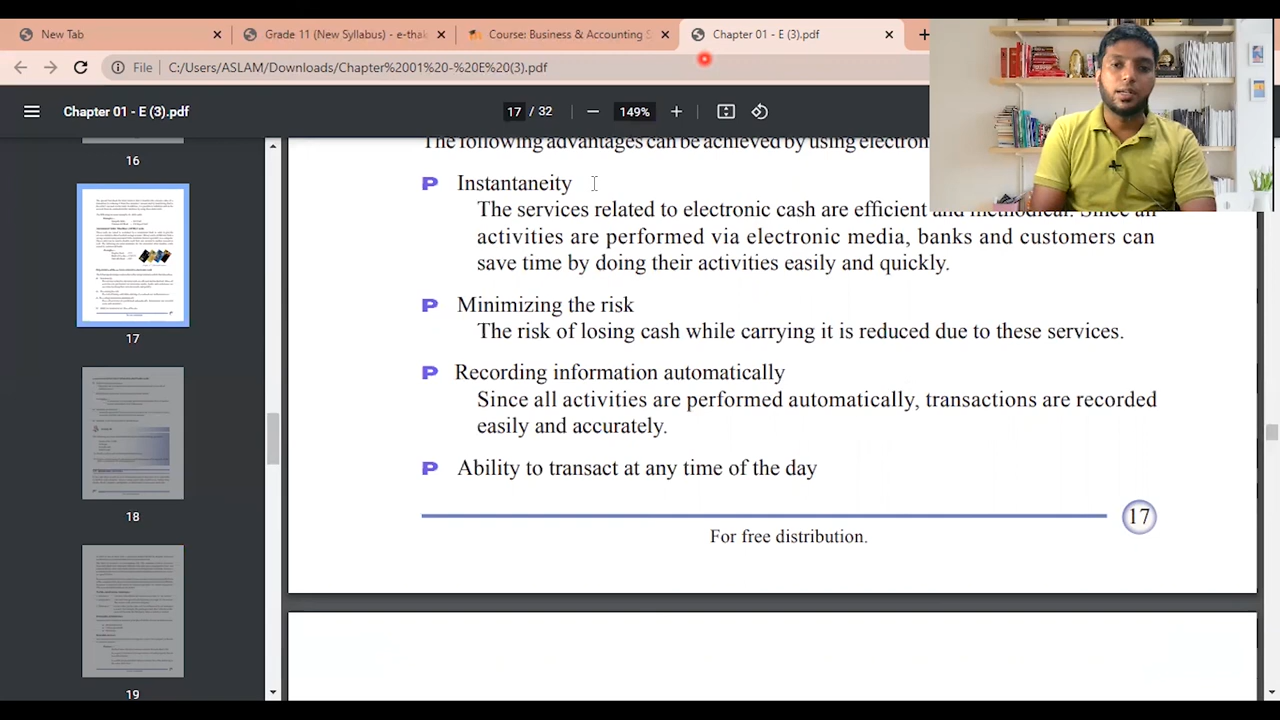 New Tab
Grade 11 (New Syllabus) - e-tha
Course: Business & Accounting S
Chapter 01 - E (3).pdf
File
/Users/ASLAM/Download
hapter%201%20-%20E%20(3).pdf
Chapter 01 - E (3).pdf
17 / 32
149%
16
17
18
19
The following advantages can be achieved by using electron
P Instantaneity
The services related to electronic cash are efficient and
activities are performed via electronic media, banks and customers can
save time by doing their activities easily and quickly.
P Minimizing the risk
The risk of losing cash while carrying it is reduced due to these services.
P Recording information automatically
Since all activities are performed automatically, transactions are recorded
easily and accurately.
P Ability to transact at any time of the day
17
For free distribution.